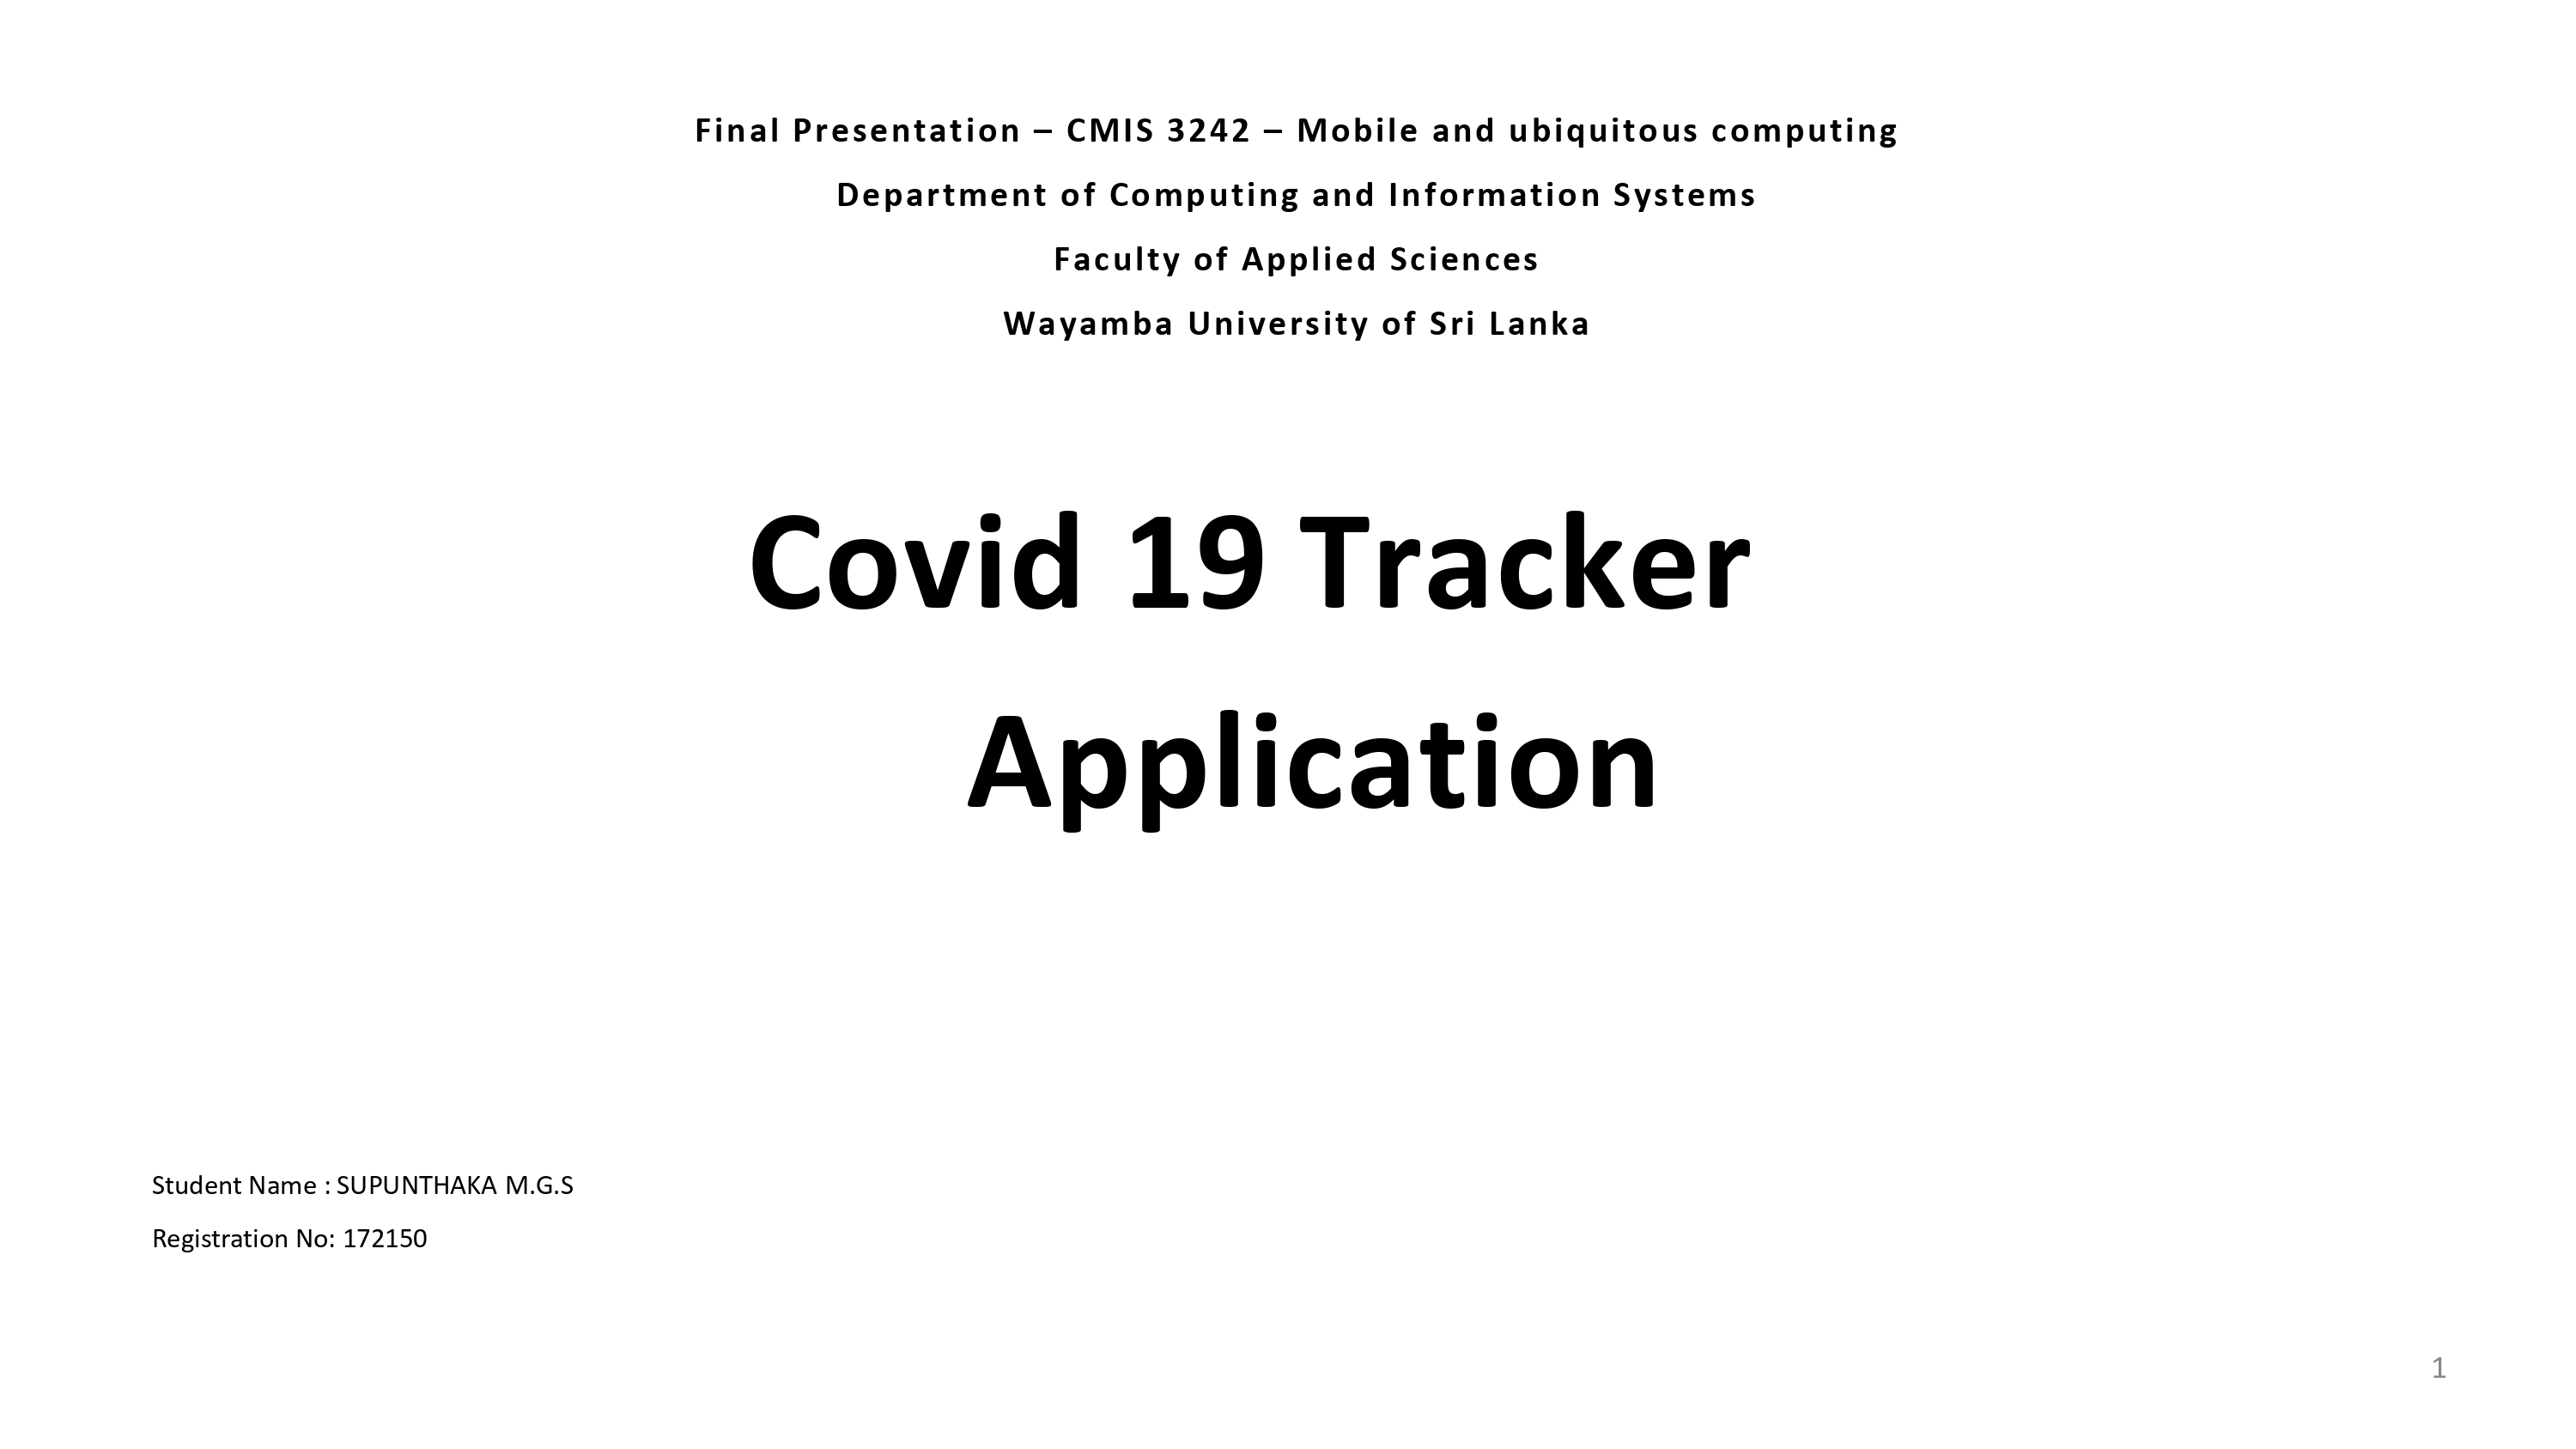 Final Presentation – CMIS 3242 – Mobile and ubiquitous computing
Department of Computing and Information Systems
Faculty of Applied Sciences
Wayamba University of Sri Lanka
Covid 19 Tracker
Application
Student Name : SUPUNTHAKA M.G.S
Registration No: 172150
1